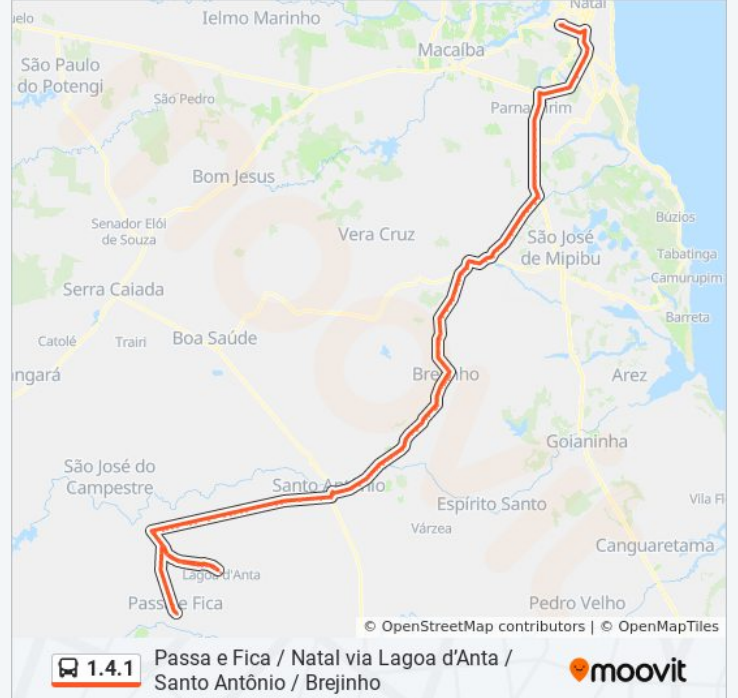 uelo
Ielmo Marinho
Natal
Macaíba
São Paulo
do Potengi
São Pedro
Parnamirim
Bom Jesus
Senador Elói
de Souza
Vera Cruz
Búzios
São José
de Mipibu
Tabatinga
Camurupim
Serra Caiada
Barreta
Catolé
Trairi
Boa Saúde
angará
Brejinho
Arez
Goianinha
São José do
Campestre
Santo Antônio
Espírito Santo
Vila Fl
Várzea
Canguaretama
Lagoa d'Anta
Passa e Fica
Pedro Velho
© OpenStreetMap contributors | © OpenMapTiles
1.4.1
Passa e Fica / Natal via Lagoa d’Anta /
Santo Antônio / Brejinho
moovit